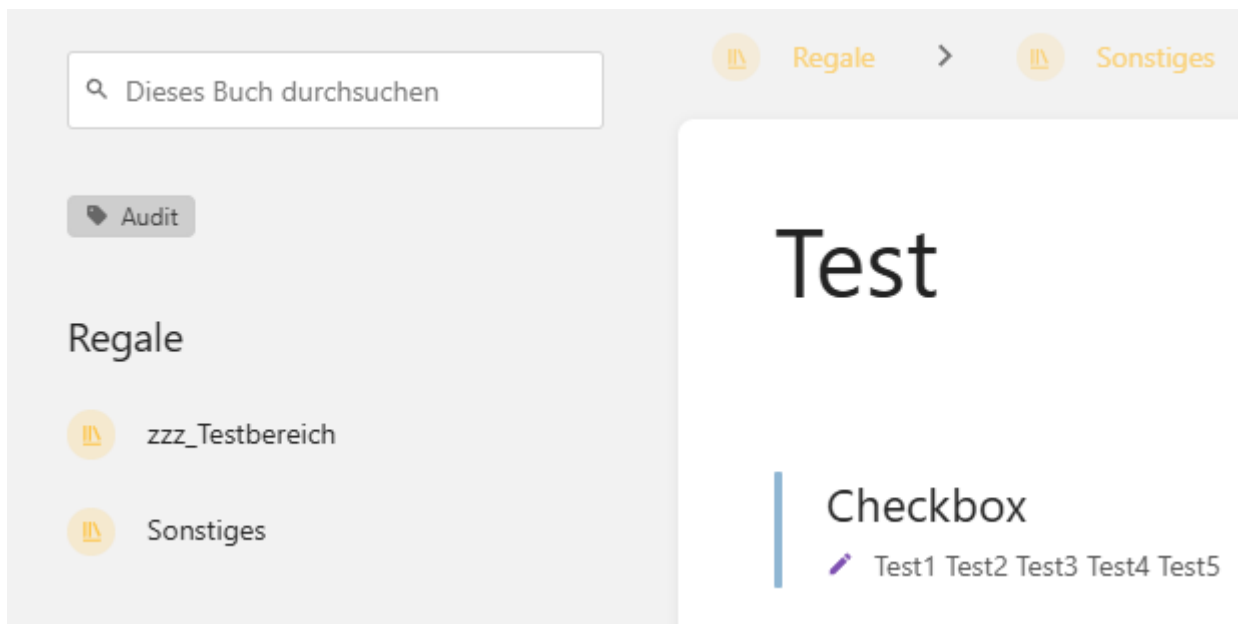 Dieses Buch durchsuchen
Audit
Regale
zzz_Testbereich
Sonstiges
Regale > Sonstiges
Test
Checkbox
Test1 Test2 Test3 Test4 Test5